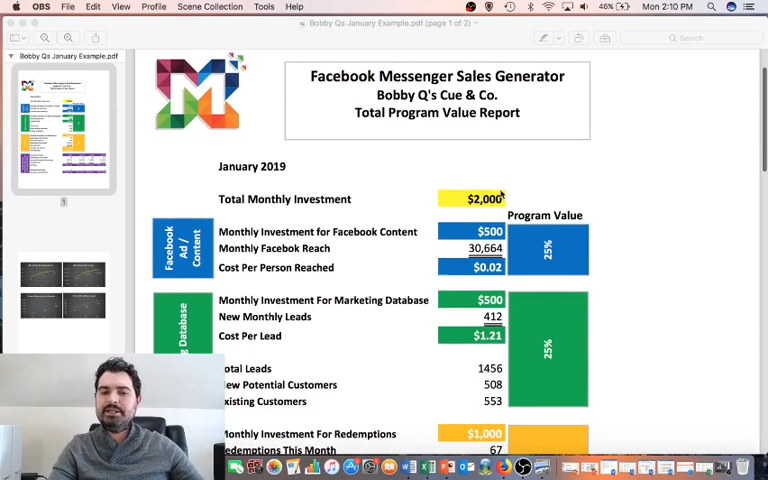 OBS File Edit View Profile Scene Collection Tools Help 46% Mon 2:10 PM
Bobby Qs January Example.pdf (page 1 of 2)
Search
Bobby Qs January Example.pdf
1
Facebook Messenger Sales Generator
Bobby Q's Cue & Co.
Total Program Value Report
January 2019
Total Monthly Investment $2,000
Program Value
Facebook Ad / Content
Monthly Investment for Facebook Content $500
Monthly Facebok Reach 30,664
25%
Cost Per Person Reached $0.02
g Database
Monthly Investment For Marketing Database $500
New Monthly Leads 412
Cost Per Lead $1.21
25%
Total Leads 1456
New Potential Customers 508
Existing Customers 553
Monthly Investment For Redemptions $1,000
Redemptions This Month 67